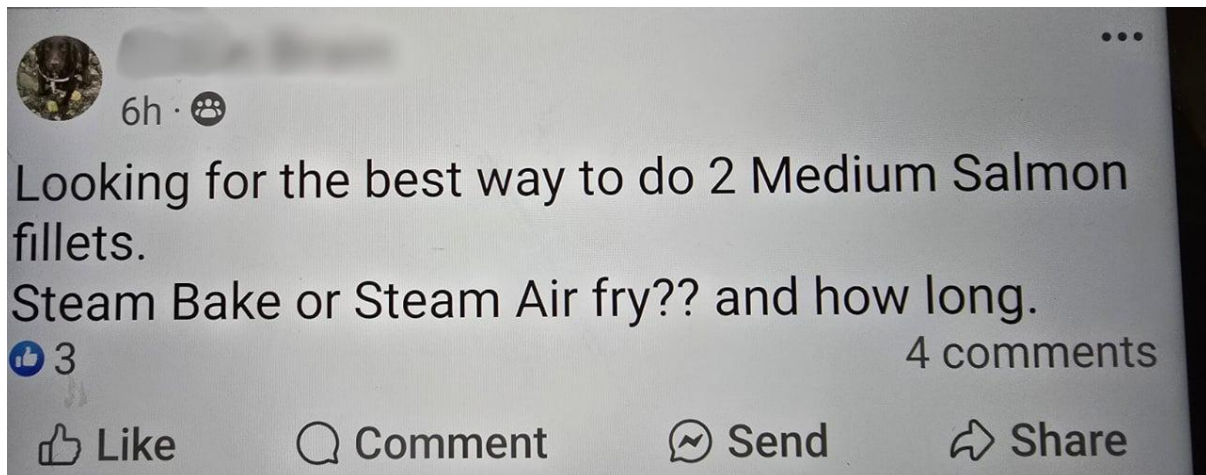 6h ·
Looking for the best way to do 2 Medium Salmon
fillets.
Steam Bake or Steam Air fry?? and how long.
3
4 comments
Like
Comment
Send
Share